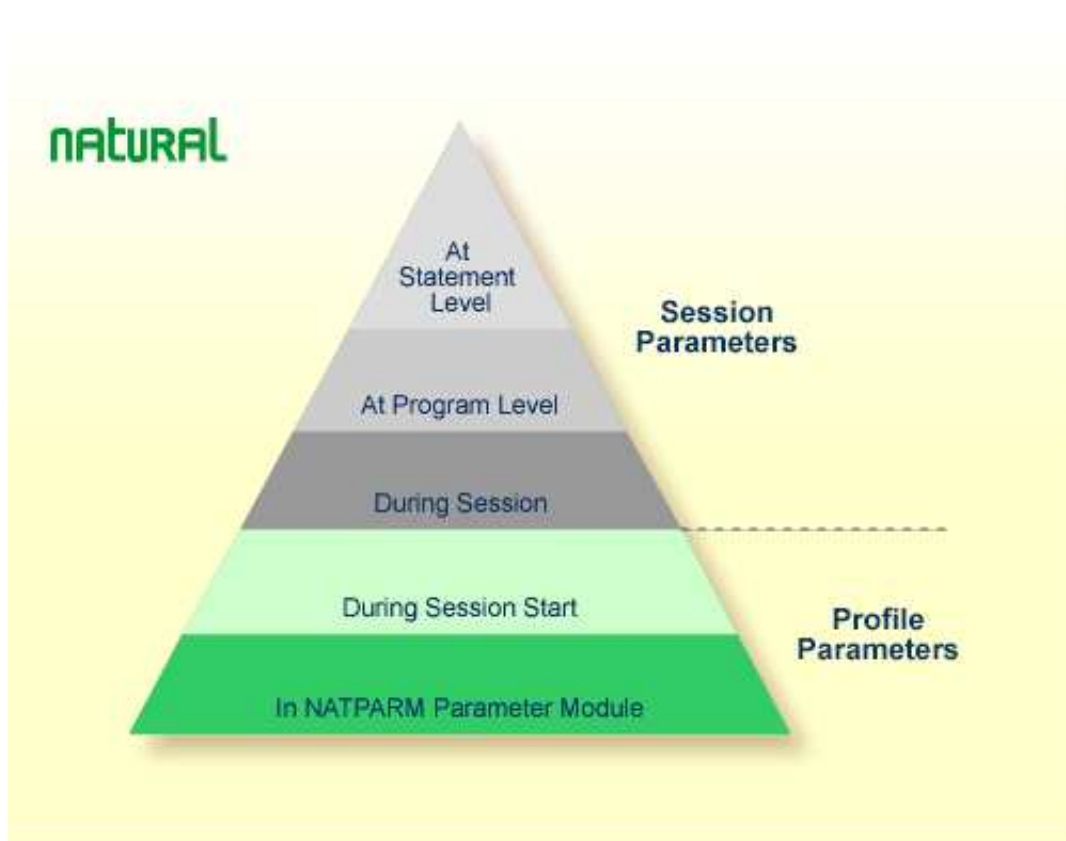 natural
At
Statement
Level
Session
Parameters
At Program Level
During Session
During Session Start
Profile
Parameters
In NATPARM Parameter Module